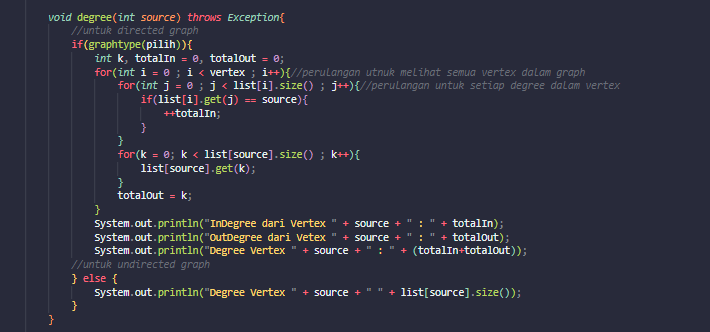 void degree(int source) throws Exception{
//untuk directed graph
if(graphtype(pilih)){
int k, totalIn = 0, totalOut = 0;
for(int i = 0 ; i < vertex ; i++){//perulangan utnuk melihat semua vertex dalam graph
for(int j = 0 ; j < list[i].size() ; j++){//perulangan untuk setiap degree dalam vertex
if(list[i].get(j) == source){
++totalIn;
}
}
for(k = 0; k < list[source].size() ; k++){
list[source].get(k);
}
totalOut = k;
}
System.out.println("InDegree dari Vertex " + source + " : " + totalIn);
System.out.println("OutDegree dari Vetex " + source + " : " + totalOut);
System.out.println("Degree Vertex " + source + " : " + (totalIn+totalOut));
//untuk undirected graph
} else {
System.out.println("Degree Vertex " + source + " " + list[source].size());
}
}